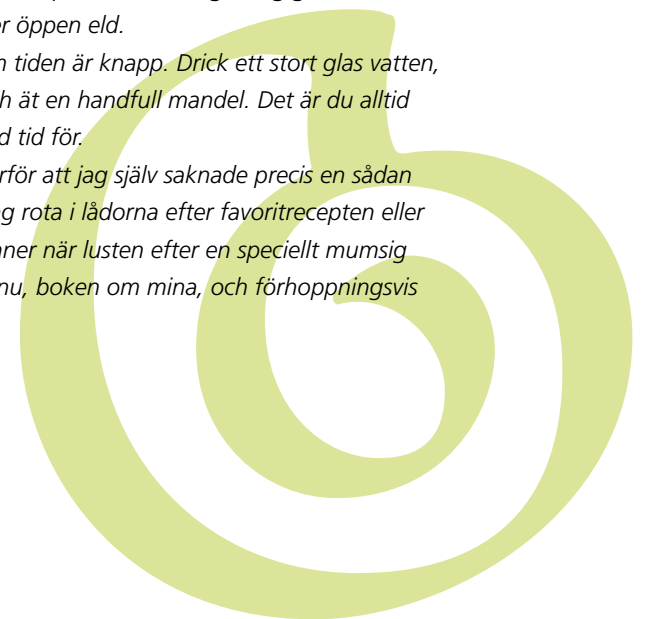 er öppen eld.
n tiden är knapp. Drick ett stort glas vatten,
h ät en handfull mandel. Det är du alltid
d tid för.
rför att jag själv saknade precis en sådan
g rota i lådorna efter favoritrecepten eller
ner när lusten efter en speciellt mumsig
nu, boken om mina, och förhoppningsvis